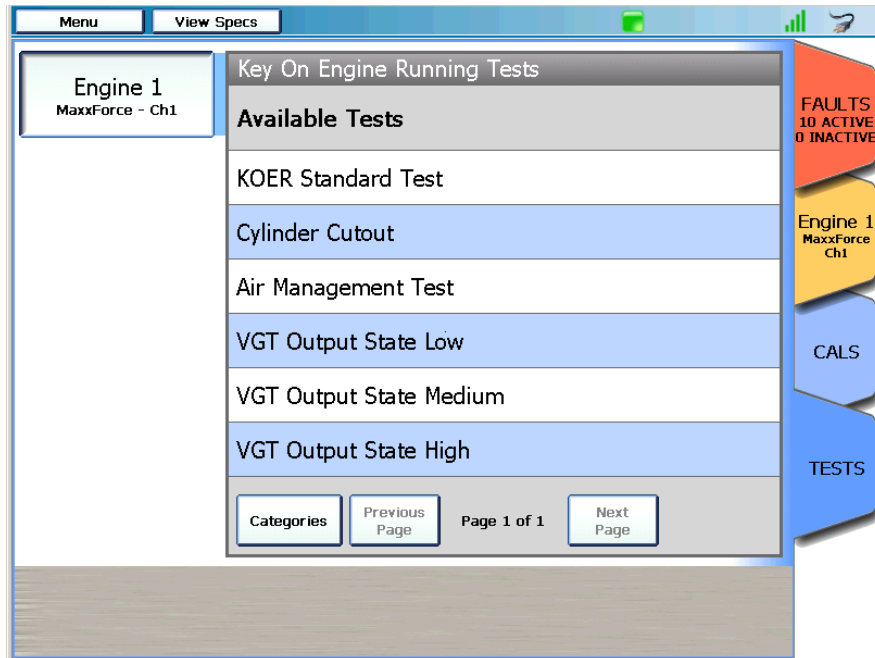 Menu
View Specs
Engine 1
MaxxForce - Ch1
Key On Engine Running Tests
Available Tests
KOER Standard Test
Cylinder Cutout
Air Management Test
VGT Output State Low
VGT Output State Medium
VGT Output State High
Categories
Previous
Page
Page 1 of 1
Next
Page
FAULTS
10 ACTIVE
0 INACTIVE
Engine 1
MaxxForce
Ch1
CALS
TESTS